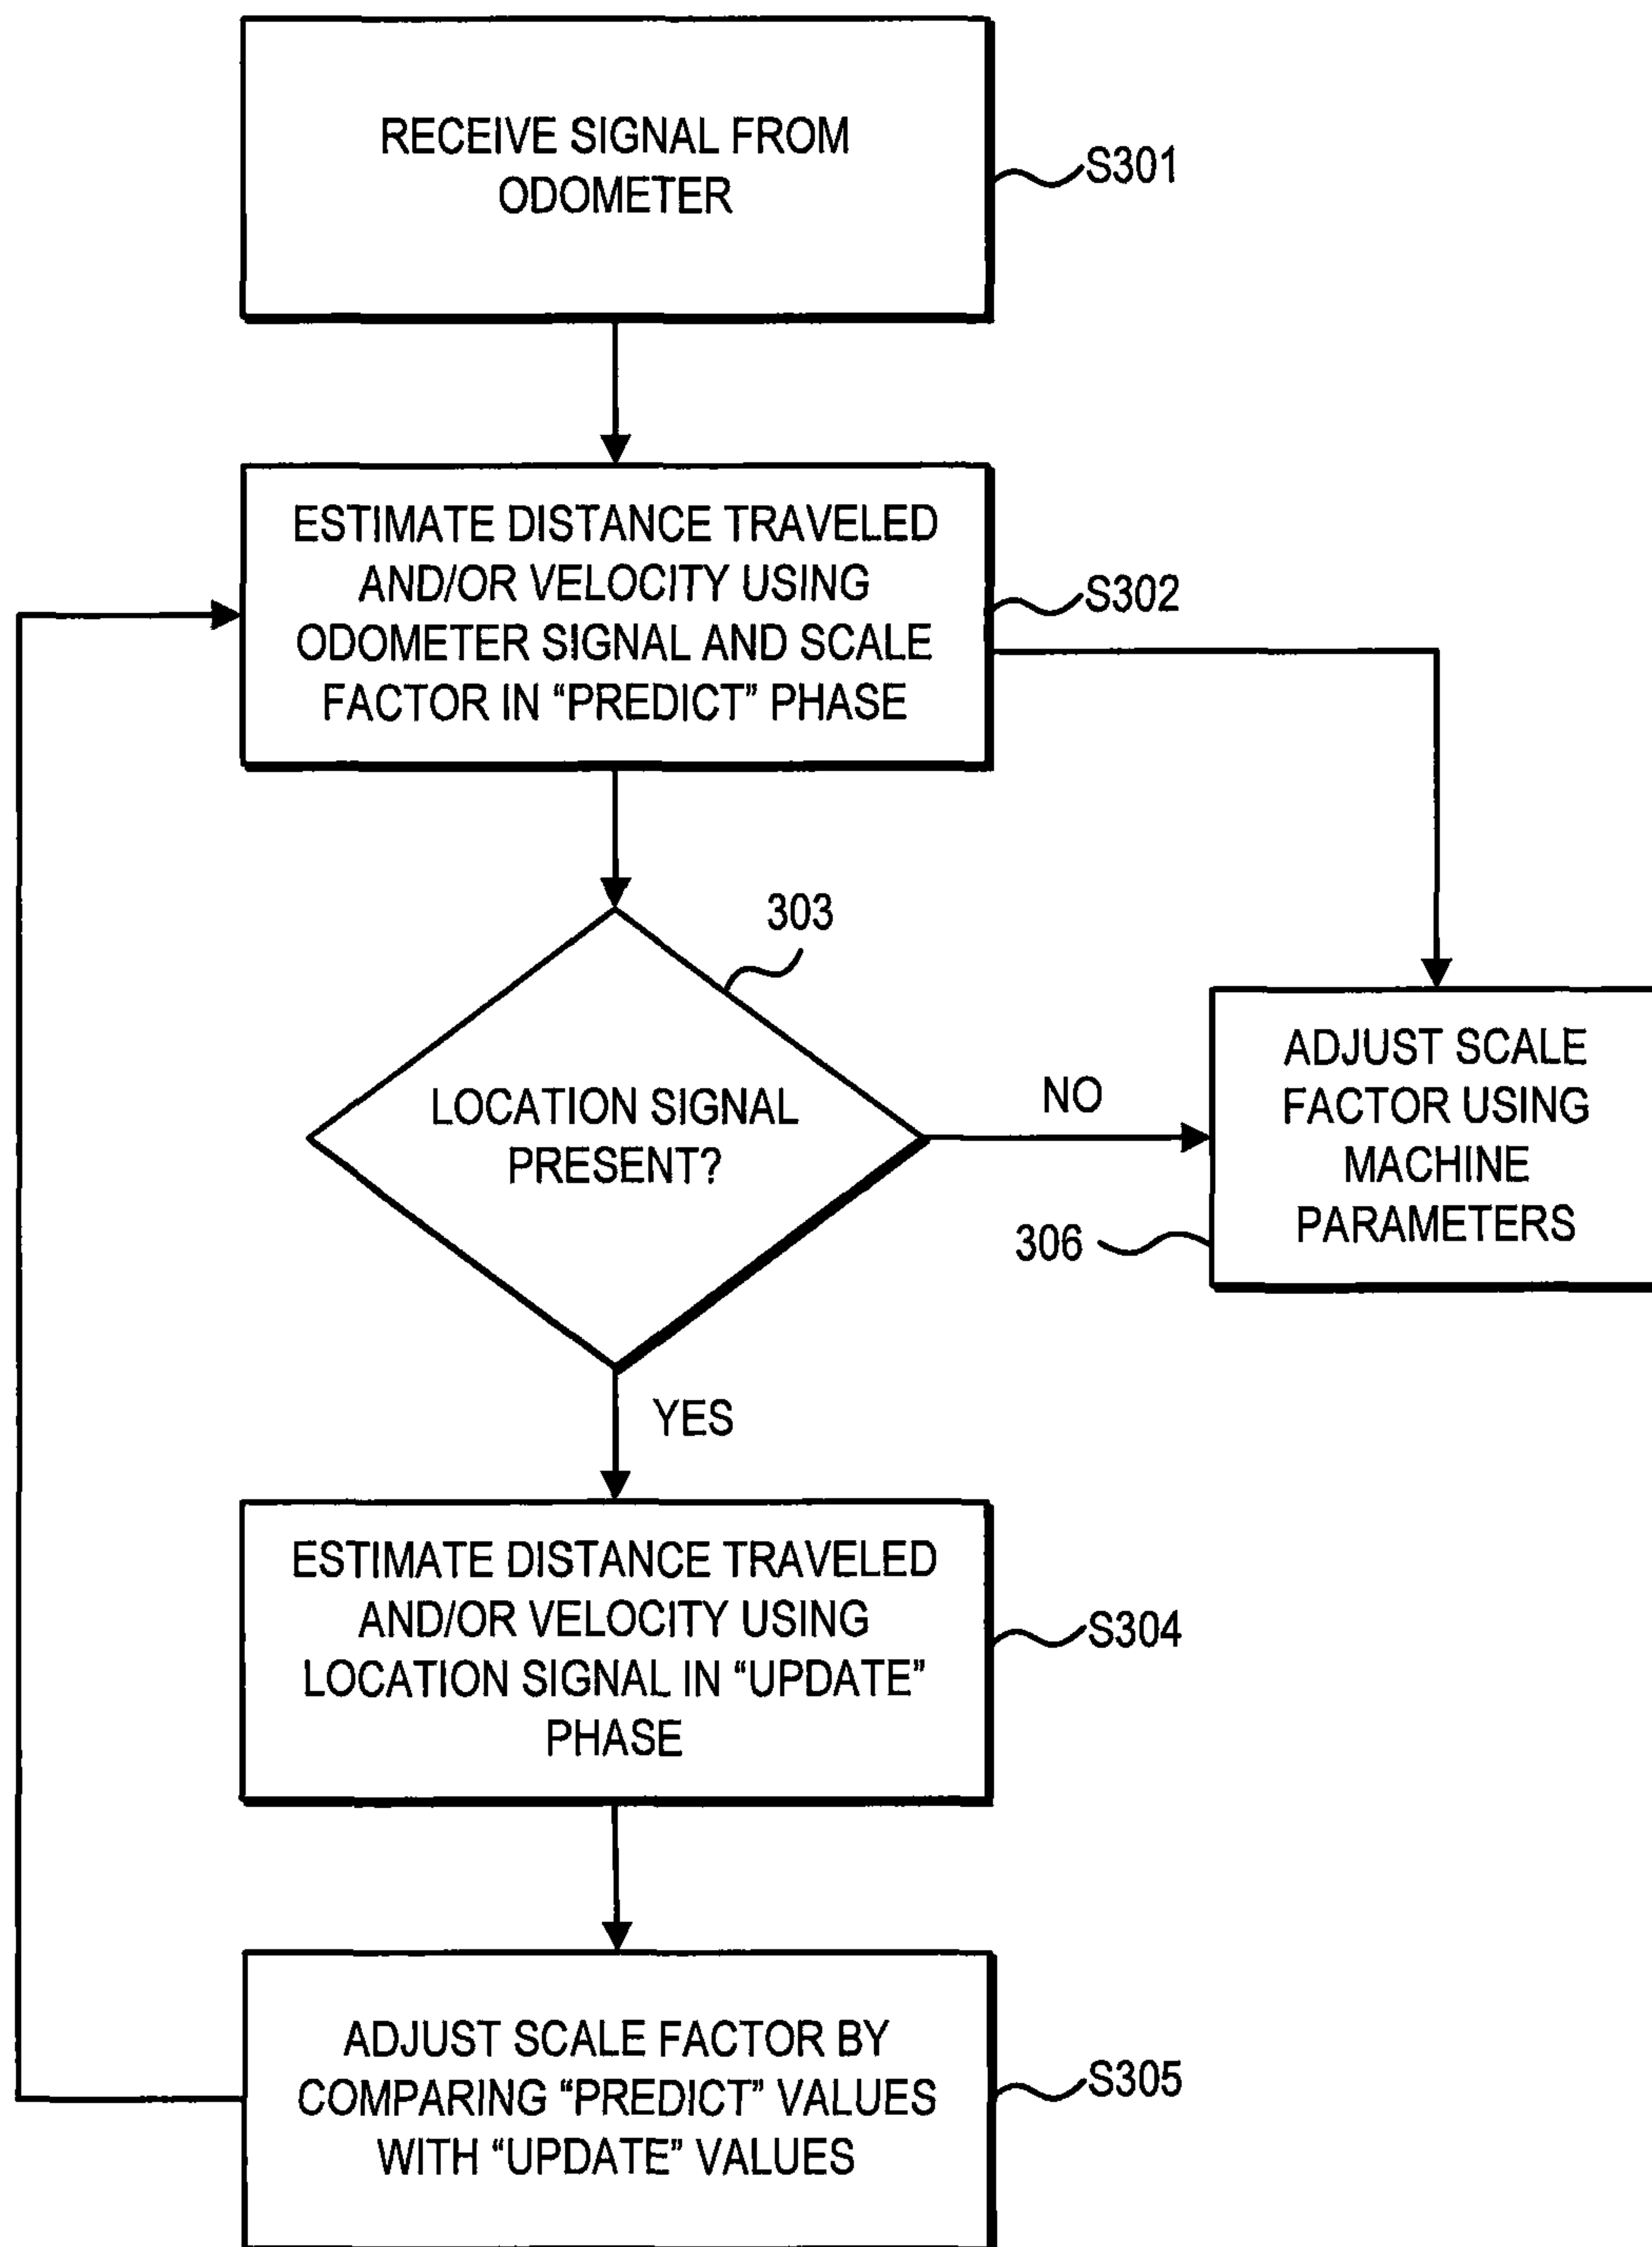 RECEIVE SIGNAL FROM
ODOMETER
S301
ESTIMATE DISTANCE TRAVELED
AND/OR VELOCITY USING
ODOMETER SIGNAL AND SCALE
FACTOR IN “PREDICT” PHASE
S302
303
LOCATION SIGNAL
PRESENT?
NO
ADJUST SCALE
FACTOR USING
MACHINE
PARAMETERS
306
YES
ESTIMATE DISTANCE TRAVELED
AND/OR VELOCITY USING
LOCATION SIGNAL IN “UPDATE”
PHASE
S304
ADJUST SCALE FACTOR BY
COMPARING “PREDICT” VALUES
WITH “UPDATE” VALUES
S305